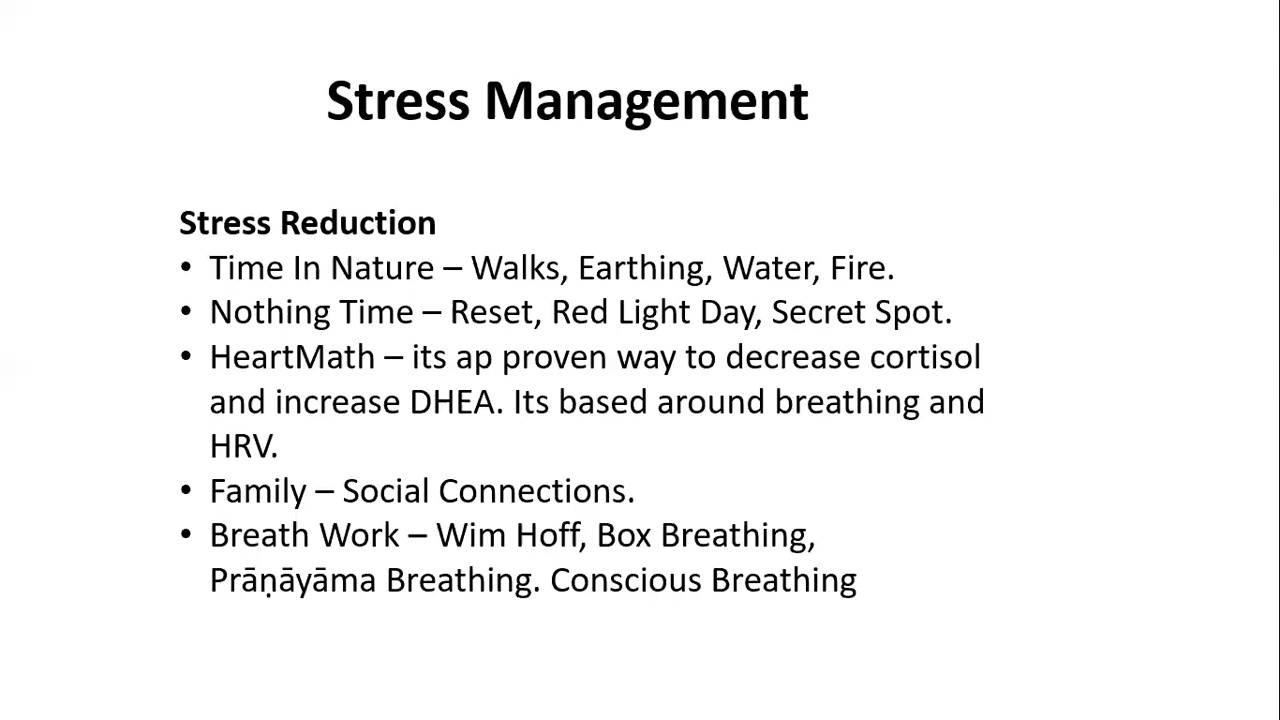 Stress Management
Stress Reduction
• Time In Nature – Walks, Earthing, Water, Fire.
• Nothing Time – Reset, Red Light Day, Secret Spot.
• HeartMath – its ap proven way to decrease cortisol
and increase DHEA. Its based around breathing and
HRV.
• Family – Social Connections.
• Breath Work – Wim Hoff, Box Breathing,
Prāṇāyāma Breathing. Conscious Breathing